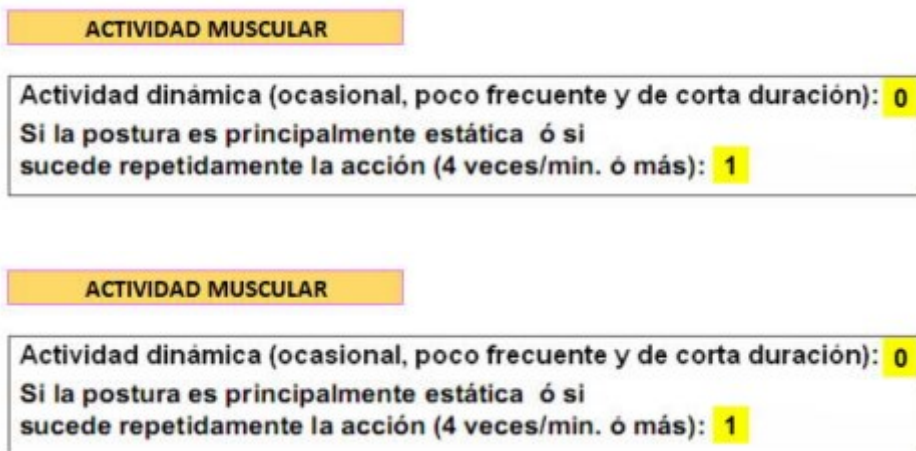 ACTIVIDAD MUSCULAR
Actividad dinámica (ocasional, poco frecuente y de corta duración): 0
Si la postura es principalmente estática ó si
sucede repetidamente la acción (4 veces/min. ó más): 1
ACTIVIDAD MUSCULAR
Actividad dinámica (ocasional, poco frecuente y de corta duración): 0
Si la postura es principalmente estática ó si
sucede repetidamente la acción (4 veces/min. ó más): 1